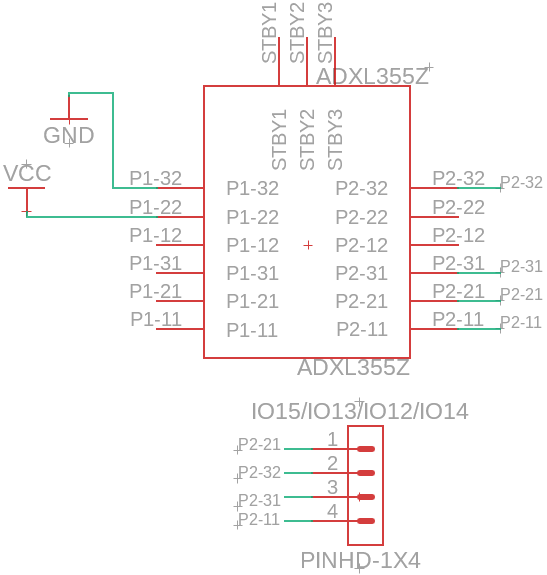 STBY1 STBY2 STBY3
ADXL355Z
GND
VCC
STBY1 STBY2 STBY3
P1-32 P1-32 P2-32 P2-32 P2-32
P1-22 P1-22 P2-22 P2-22
P1-12 P1-12 P2-12 P2-12
P1-31 P1-31 P2-31 P2-31 P2-31
P1-21 P1-21 P2-21 P2-21 P2-21
P1-11 P1-11 P2-11 P2-11 P2-11
ADXL355Z
IO15/IO13/IO12/IO14
P2-21 1
P2-32 2
P2-31 3
P2-11 4
PINHD-1X4